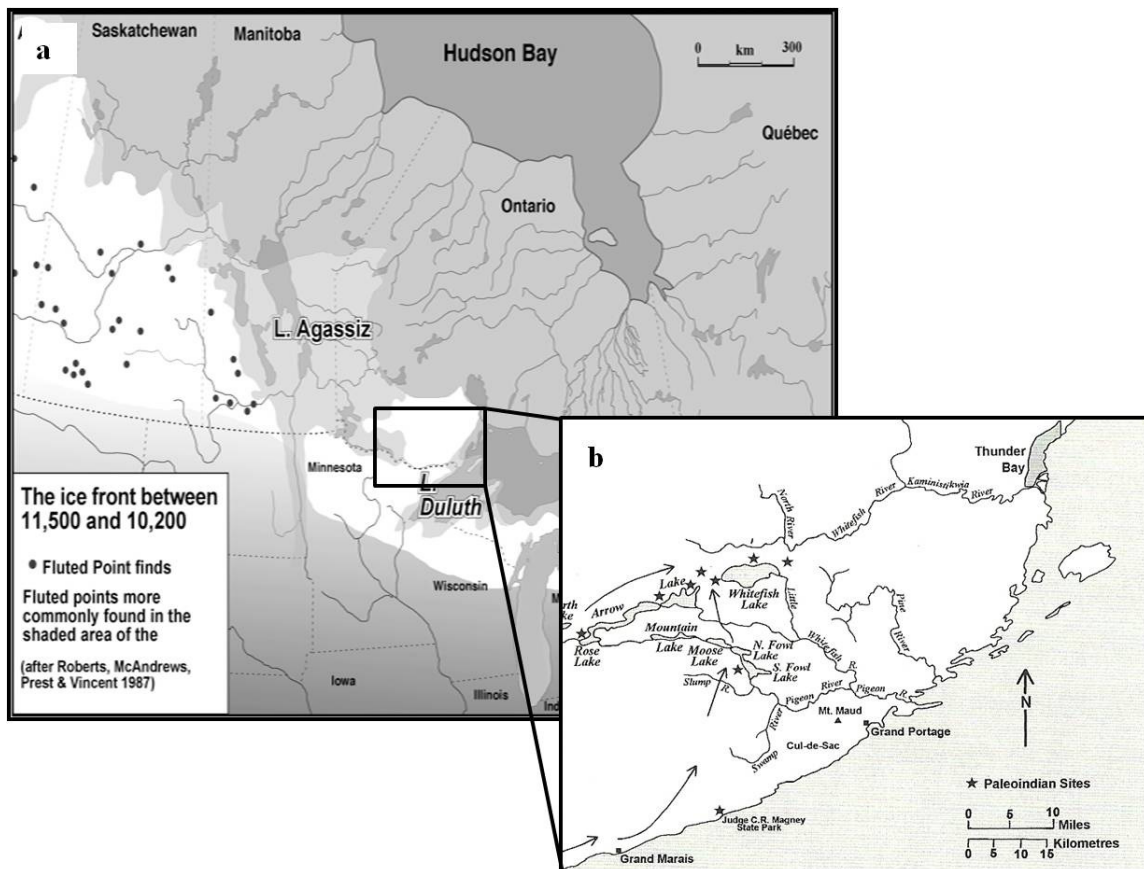 a
Saskatchewan
Manitoba
Hudson Bay
0 km 300
Québec
Ontario
L. Agassiz
Minnesota
L.
Duluth
Wisconsin
Iowa
Illinois
The ice front between
11,500 and 10,200
Fluted Point finds
Fluted points more
commonly found in the
shaded area of the
(after Roberts, McAndrews,
Prest & Vincent 1987)
b
Thunder
Bay
Kaministikwia
River
River
Whitefish
North
River
Lake
Arrow
Whitefish
Lake
Little
Whitefish
R.
Pine
River
Rose
Lake
Mountain
Lake
Moose
Lake
N. Fowl
Lake
S. Fowl
Lake
Slump R.
Pigeon River
Pigeon R.
Mt. Maud
Grand Portage
Cul-de-Sac
River
Swamp
N
Paleoindian Sites
0 5 10
Miles
Kilometres
0 5 10 15
Judge C.R. Magney
State Park
Grand Marais